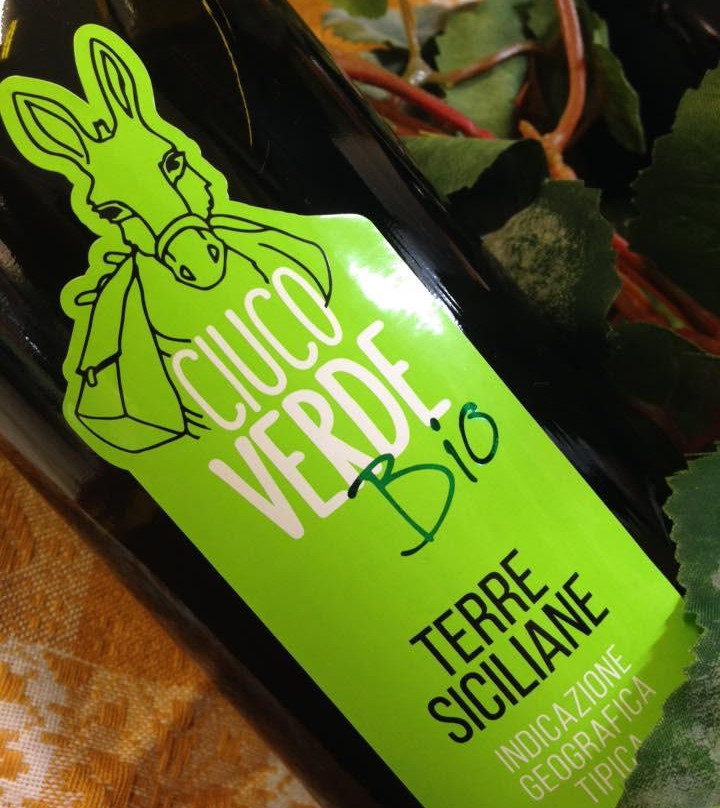 CIUCO
VERDE
Bio
TERRE
SICILIANE
INDICAZIONE
GEOGRAFICA
TIPICA